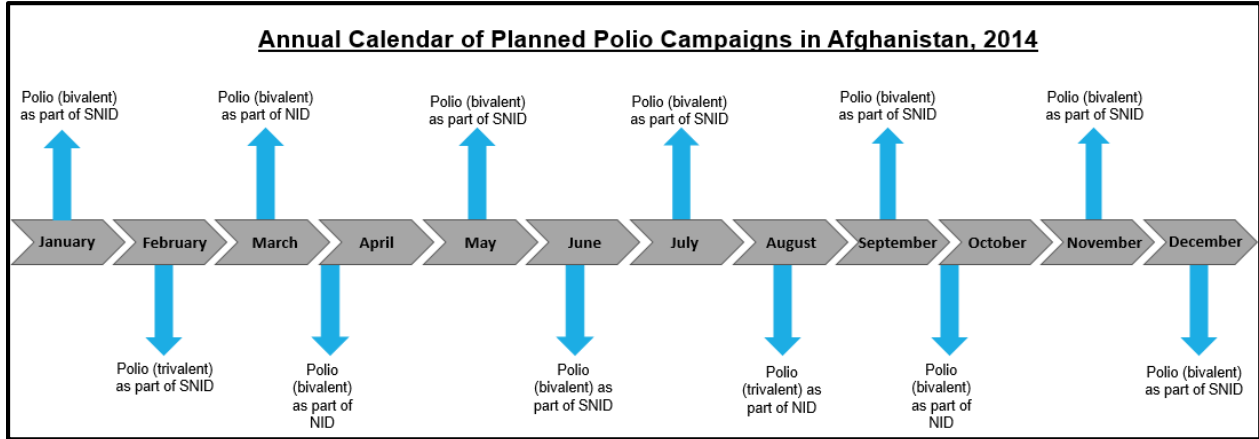 Annual Calendar of Planned Polio Campaigns in Afghanistan, 2014
Polio (bivalent)
as part of SNID
Polio (bivalent)
as part of NID
Polio (bivalent)
as part of SNID
Polio (bivalent)
as part of SNID
Polio (bivalent)
as part of SNID
Polio (bivalent)
as part of SNID
January
February
March
April
May
June
July
August
September
October
November
December
Polio (trivalent)
as part of SNID
Polio
(bivalent)
as part of
NID
Polio
(bivalent) as
part of SNID
Polio
(trivalent) as
part of NID
Polio
(bivalent)
as part of
NID
Polio (bivalent)
as part of SNID